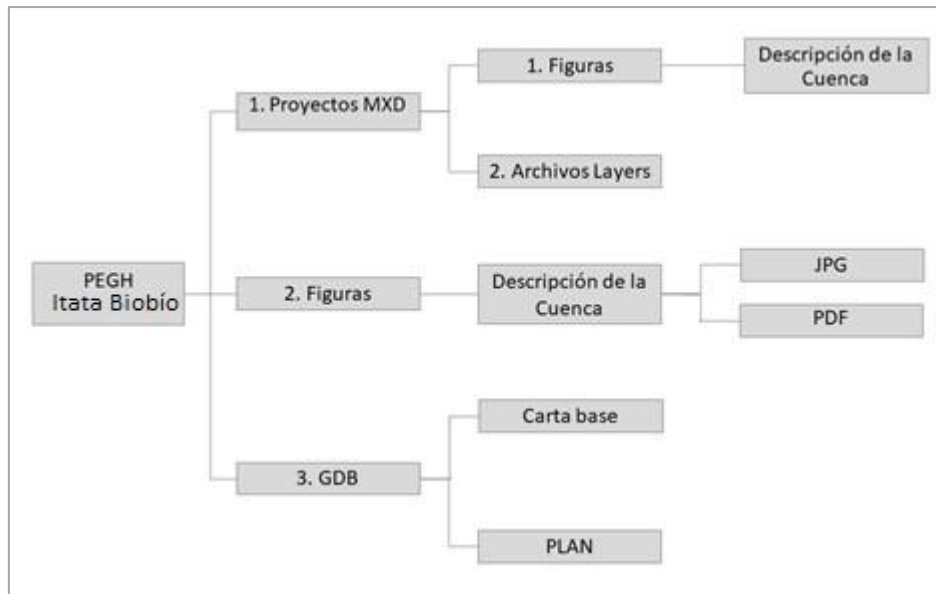 PEGH
Itata Biobío
1. Proyectos MXD
1. Figuras
Descripción de la
Cuenca
2. Archivos Layers
2. Figuras
Descripción de la
Cuenca
JPG
PDF
3. GDB
Carta base
PLAN